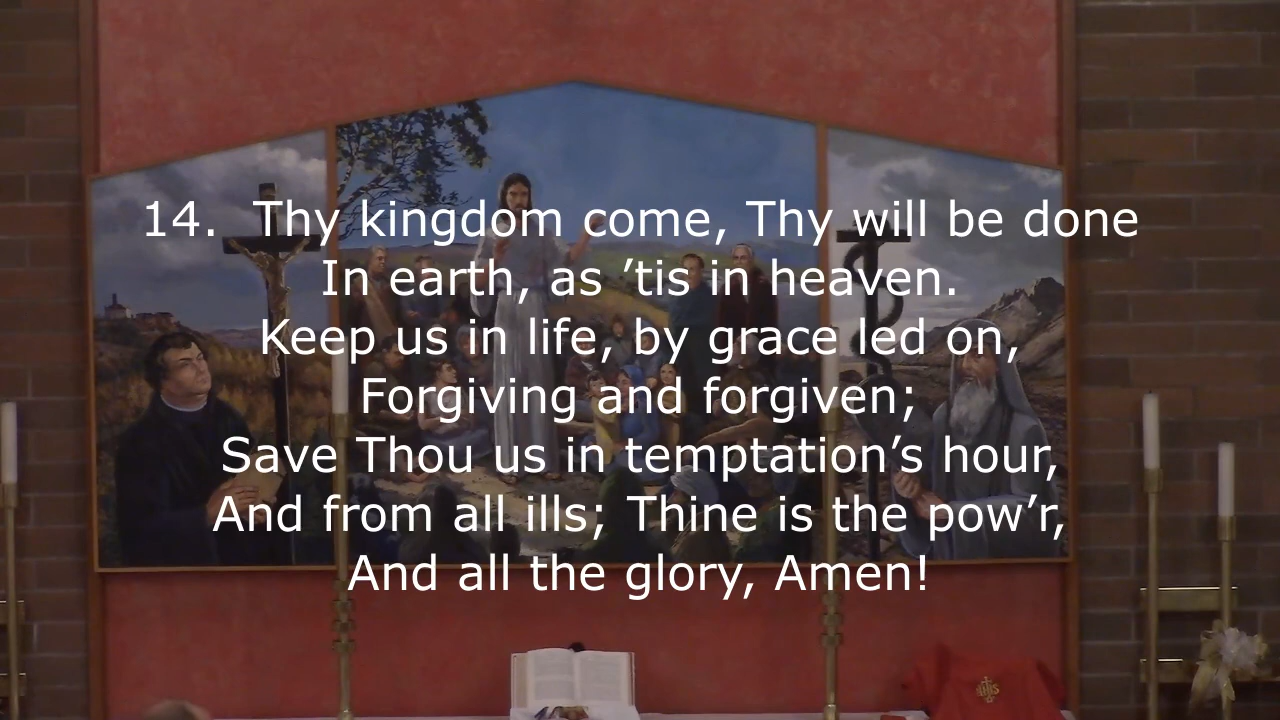 14. Thy kingdom come, Thy will be done
In earth, as ’tis in heaven.
Keep us in life, by grace led on,
Forgiving and forgiven;
Save Thou us in temptation’s hour,
And from all ills; Thine is the pow’r,
And all the glory, Amen!